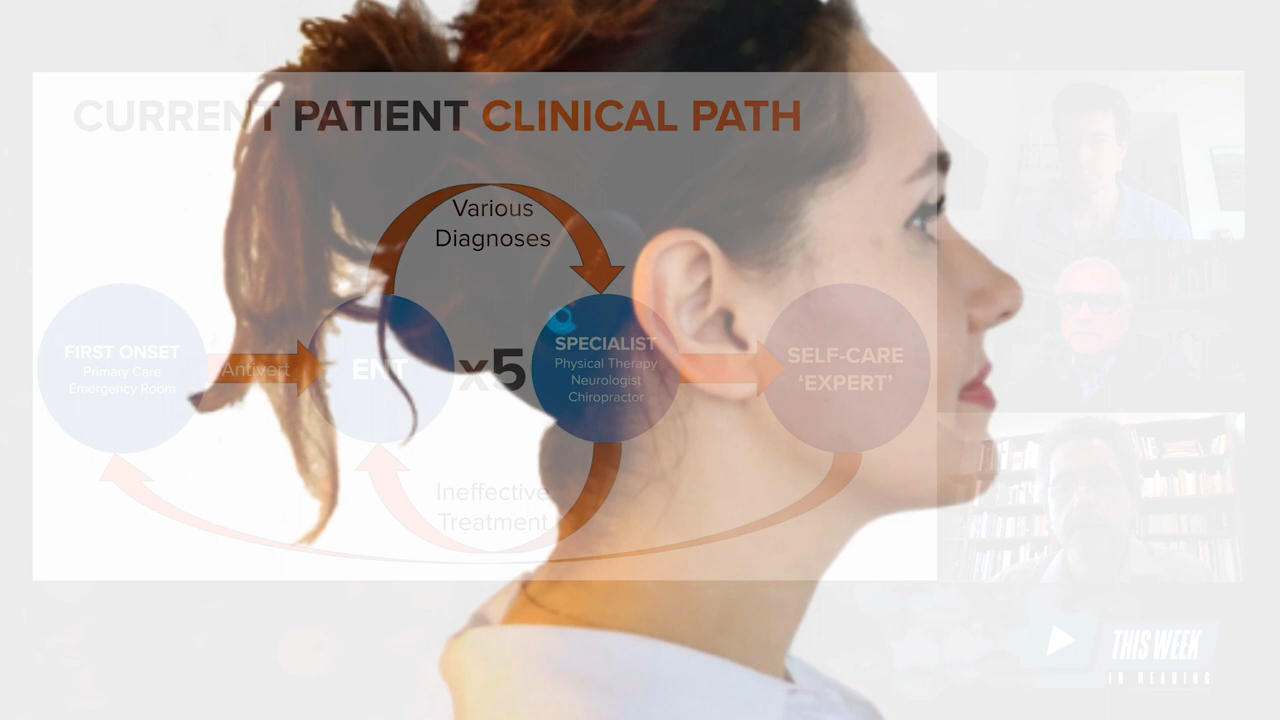 CURRENT PATIENT CLINICAL PATH
Various
Diagnoses
FIRST ONSET
Primary Care
Emergency Room
Antivert
ENT
x5
SPECIALIST
Physical Therapy
Neurologist
Chiropractor
SELF-CARE
‘EXPERT’
Ineffective
Treatment
THIS WEEK
IN HEARING